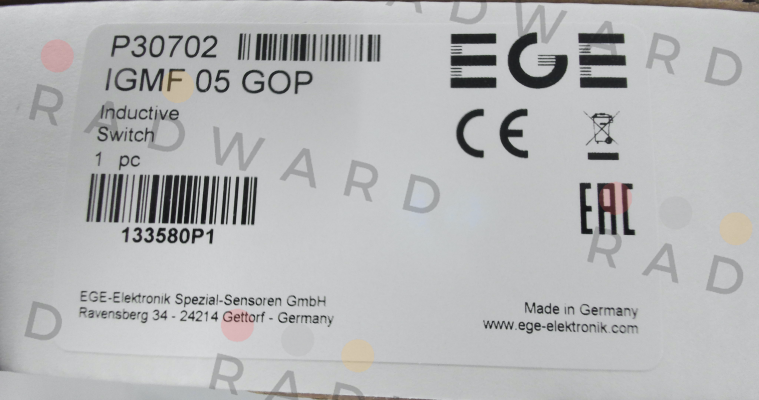 P30702
IGMF 05 GOP
Inductive
Switch
1 pc
133580P1
EGE
CE
EAC
EGE-Elektronik Spezial-Sensoren GmbH
Ravensberg 34 - 24214 Gettorf - Germany
Made in Germany
www.ege-elektronik.com
RADWARD
RADWARD
RAD
D
RAD